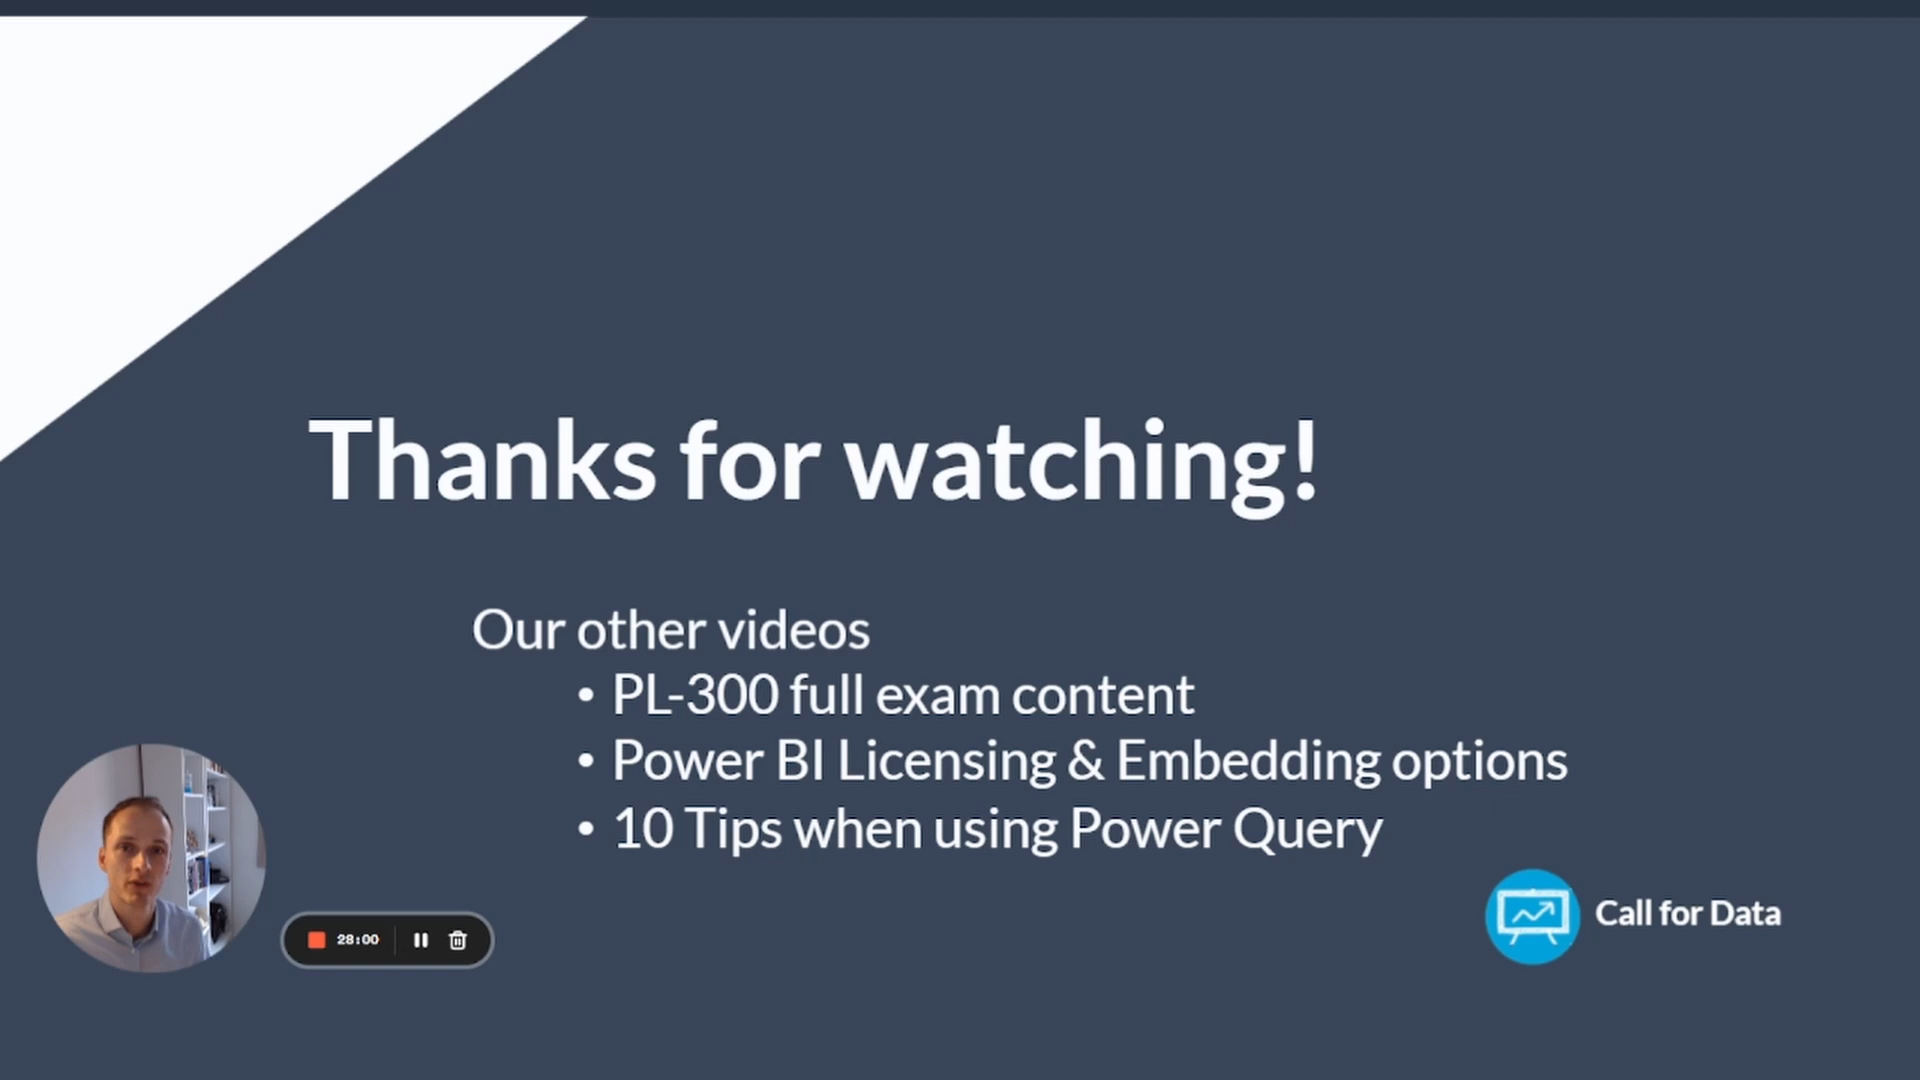 Thanks for watching!
Our other videos
• PL-300 full exam content
• Power BI Licensing & Embedding options
• 10 Tips when using Power Query
Call for Data
28:00